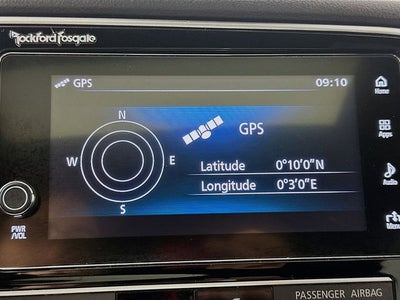 Rockford Fosgate
GPS 09:10
Home
N
GPS
Apps
W E
Latitude 0°10'0"N
Longitude 0°3'0"E
Audio
S
PWR
/VOL
Menu
PASSENGER AIRBAG